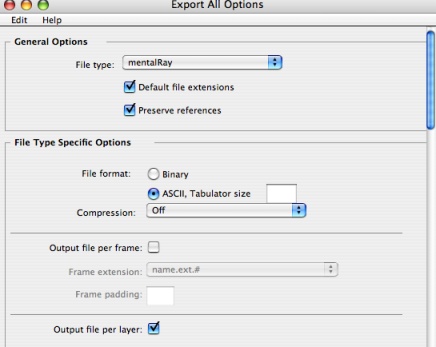 Export All Options
Edit Help
General Options
File type: mentalRay
Default file extensions
Preserve references
File Type Specific Options
File format: Binary
ASCII, Tabulator size
Compression: Off
Output file per frame:
Frame extension: name.ext.#
Frame padding:
Output file per layer: